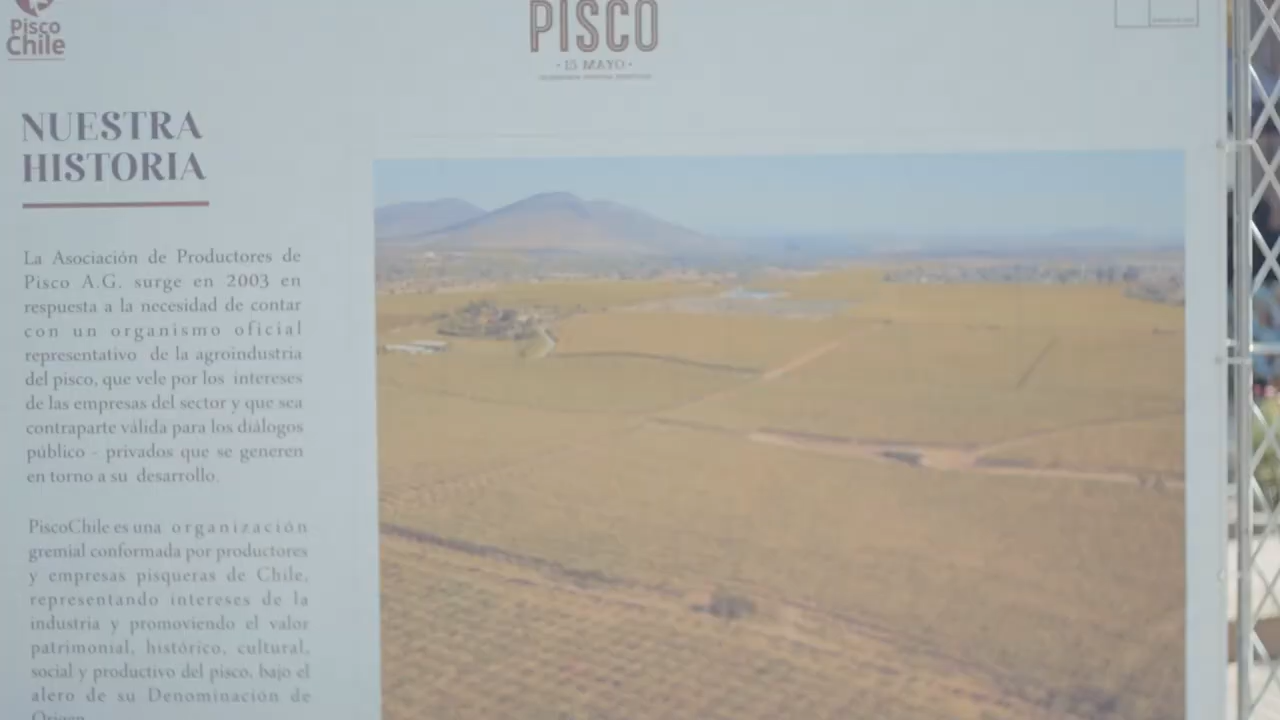 Pisco
Chile
PISCO
· 15 MAYO ·
NUESTRA
HISTORIA
La Asociación de Productores de
Pisco A.G. surge en 2003 en
respuesta a la necesidad de contar
con un organismo oficial
representativo de la agroindustria
del pisco, que vele por los intereses
de las empresas del sector y que sea
contraparte válida para los diálogos
público - privados que se generen
en torno a su desarrollo.
PiscoChile es una organización
gremial conformada por productores
y empresas pisqueras de Chile,
representando intereses de la
industria y promoviendo el valor
patrimonial, histórico, cultural,
social y productivo del pisco, bajo el
alero de su Denominación de
Origen